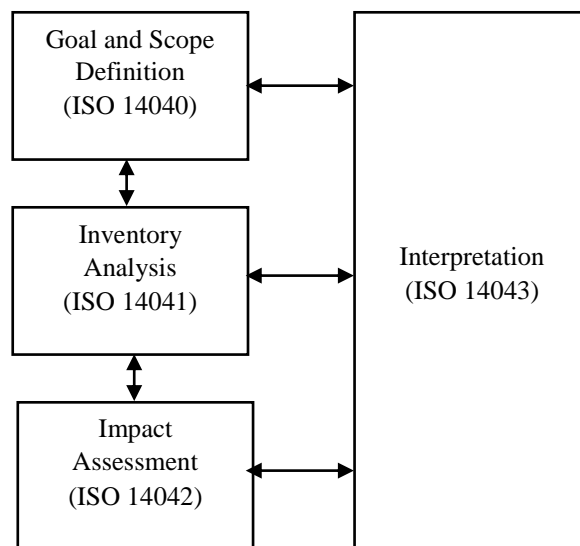 Goal and Scope
Definition
(ISO 14040)
Inventory
Analysis
(ISO 14041)
Interpretation
(ISO 14043)
Impact
Assessment
(ISO 14042)